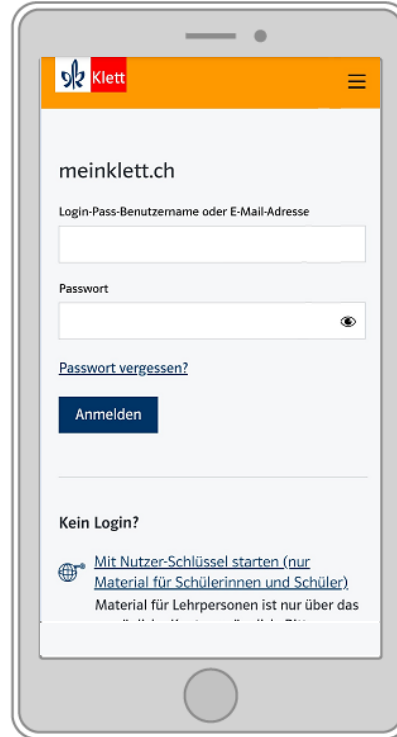 Klett
meinklett.ch
Login-Pass-Benutzername oder E-Mail-Adresse
Passwort
Passwort vergessen?
Anmelden
Kein Login?
Mit Nutzer-Schlüssel starten (nur
Material für Schülerinnen und Schüler)
Material für Lehrpersonen ist nur über das